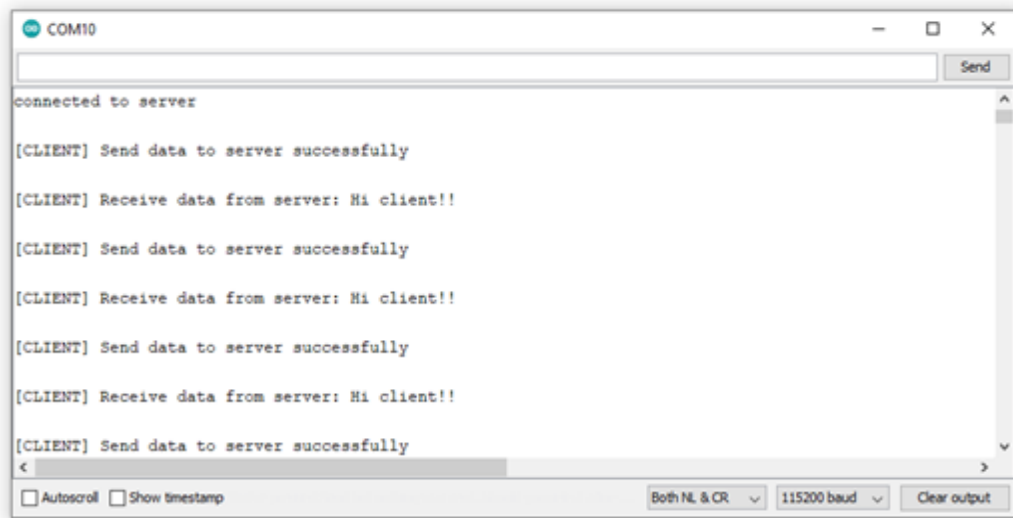 COM10
Send
connected to server
[CLIENT] Send data to server successfully
[CLIENT] Receive data from server: Hi client!!
[CLIENT] Send data to server successfully
[CLIENT] Receive data from server: Hi client!!
[CLIENT] Send data to server successfully
[CLIENT] Receive data from server: Hi client!!
[CLIENT] Send data to server successfully
Autoscroll Show timestamp Both NL & CR 115200 baud Clear output